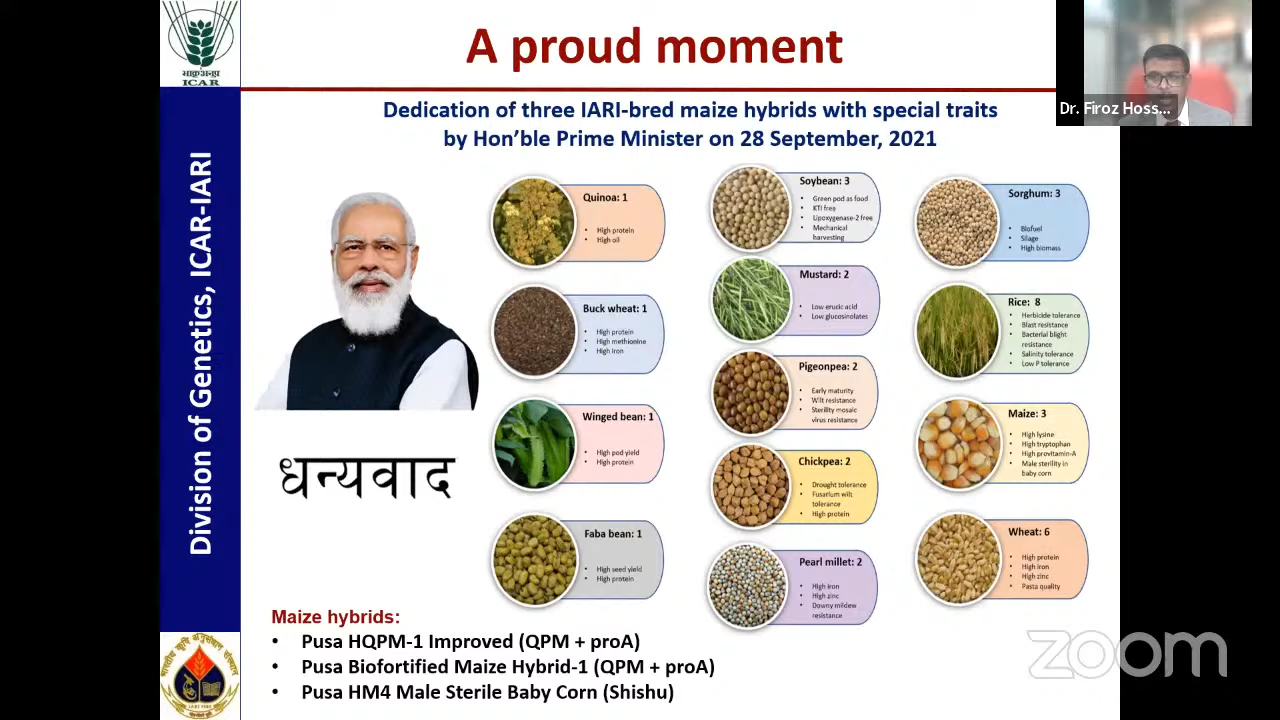 A proud moment
Dedication of three IARI-bred maize hybrids with special traits
by Hon'ble Prime Minister on 28 September, 2021
ICAR
Division of Genetics, ICAR-IARI
Dr. Firoz Hoss...
धन्यवाद
Quinoa: 1
• High protein
• High oil
Buck wheat: 1
• High protein
• High methionine
• High iron
Winged bean: 1
• High pod yield
• High protein
Faba bean: 1
• High seed yield
• High protein
Soybean: 3
• Green pod as food
• KTI free
• Lipoxygenase-2 free
• Mechanical
harvesting
Mustard: 2
• Low erucic acid
• Low glucosinolates
Pigeonpea: 2
• Early maturity
• Wilt resistance
• Sterility mosaic
virus resistance
Chickpea: 2
• Drought tolerance
• Fusarium wilt
tolerance
• High protein
Pearl millet: 2
• High iron
• High zinc
• Downy mildew
resistance
Sorghum: 3
• Biofuel
• Silage
• High biomass
Rice: 8
• Herbicide tolerance
• Blast resistance
• Bacterial blight
resistance
• Salinity tolerance
• Low P tolerance
Maize: 3
• High lysine
• High tryptophan
• High provitamin-A
• Male sterility in
baby corn
Wheat: 6
• High protein
• High iron
• High zinc
• Pasta quality
Maize hybrids:
• Pusa HQPM-1 Improved (QPM + proA)
• Pusa Biofortified Maize Hybrid-1 (QPM + proA)
• Pusa HM4 Male Sterile Baby Corn (Shishu)
zoom